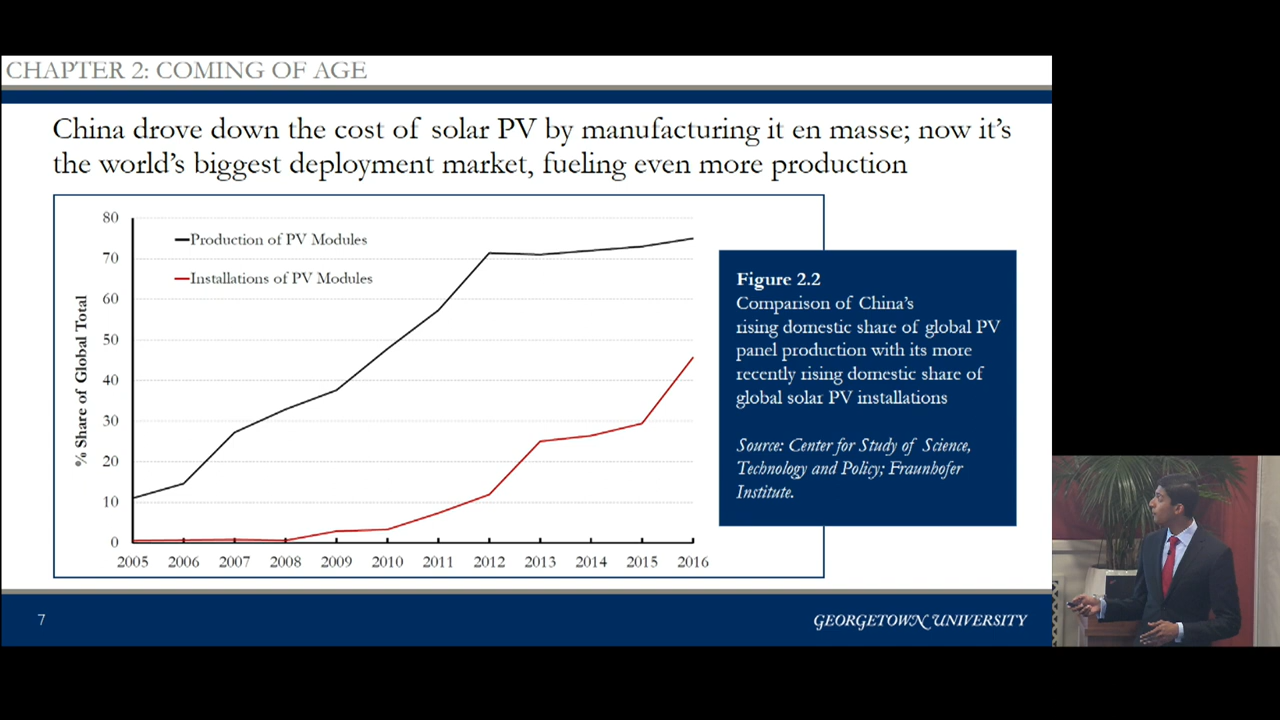 CHAPTER 2: COMING OF AGE
China drove down the cost of solar PV by manufacturing it en masse; now it's
the world's biggest deployment market, fueling even more production
80
70
60
50
40
30
20
10
0
% Share of Global Total
Production of PV Modules
Installations of PV Modules
2005 2006 2007 2008 2009 2010 2011 2012 2013 2014 2015 2016
Figure 2.2
Comparison of China's
rising domestic share of global PV
panel production with its more
recently rising domestic share of
global solar PV installations
Source: Center for Study of Science,
Technology and Policy; Fraunhofer
Institute.
7
GEORGETOWN UNIVERSITY